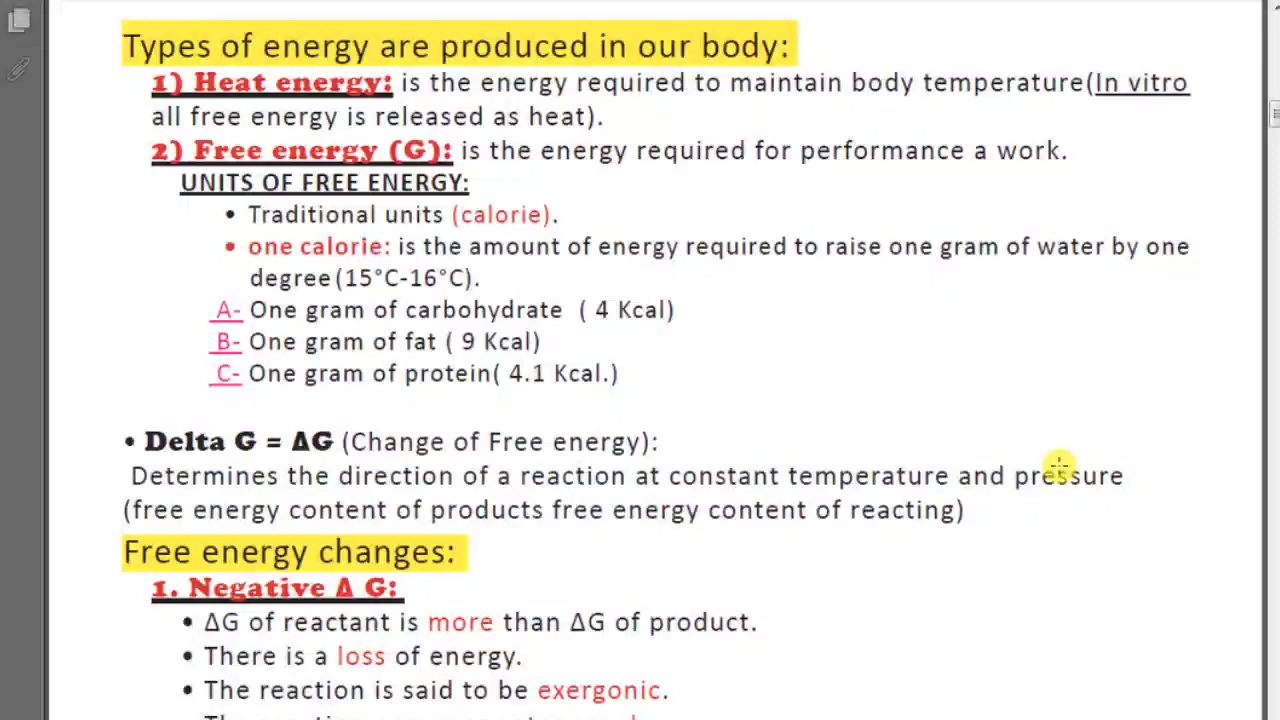 Types of energy are produced in our body:
1) Heat energy: is the energy required to maintain body temperature(In vitro
all free energy is released as heat).
2) Free energy (G): is the energy required for performance a work.
UNITS OF FREE ENERGY:
• Traditional units (calorie).
• one calorie: is the amount of energy required to raise one gram of water by one
degree(15°C-16°C).
A- One gram of carbohydrate ( 4 Kcal)
B- One gram of fat ( 9 Kcal)
C- One gram of protein( 4.1 Kcal.)
• Delta G = ΔG (Change of Free energy):
Determines the direction of a reaction at constant temperature and pressure
(free energy content of products free energy content of reacting)
Free energy changes:
1. Negative Δ G:
• ΔG of reactant is more than ΔG of product.
• There is a loss of energy.
• The reaction is said to be exergonic.